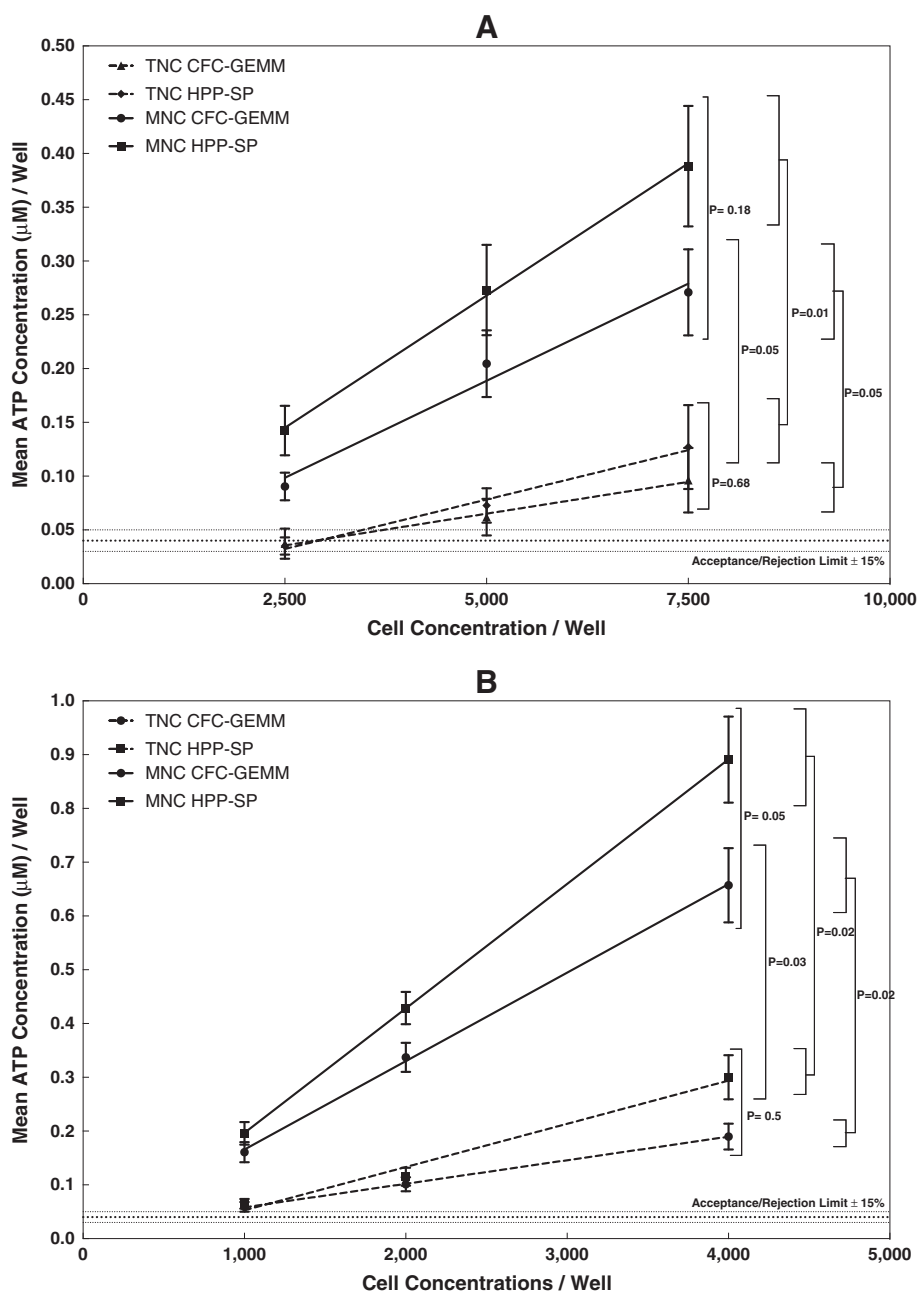 A
Mean ATP Concentration (μM) / Well
0.50
0.45
0.40
0.35
0.30
0.25
0.20
0.15
0.10
0.05
0.00
TNC CFC-GEMM
TNC HPP-SP
MNC CFC-GEMM
MNC HPP-SP
P= 0.18
P=0.01
P=0.05
P=0.05
P=0.68
Acceptance/Rejection Limit ± 15%
0
2,500
5,000
7,500
10,000
Cell Concentration / Well
B
Mean ATP Concentration (μM) / Well
1.0
0.9
0.8
0.7
0.6
0.5
0.4
0.3
0.2
0.1
0.0
TNC CFC-GEMM
TNC HPP-SP
MNC CFC-GEMM
MNC HPP-SP
P= 0.05
P=0.02
P=0.03
P=0.02
P= 0.5
Acceptance/Rejection Limit ± 15%
0
1,000
2,000
3,000
4,000
5,000
Cell Concentrations / Well